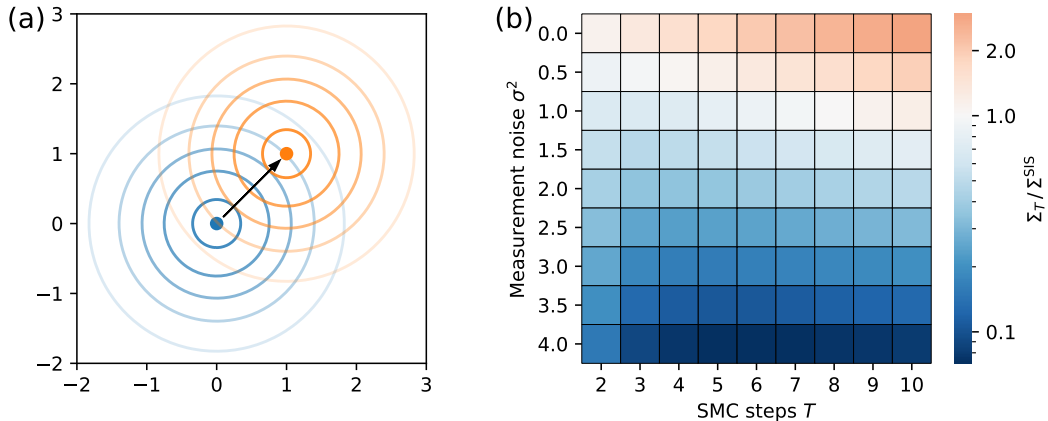 (a)
3
2
1
0
−1
−2
−2 −1 0 1 2 3
(b)
Measurement noise σ²
0.0
0.5
1.0
1.5
2.0
2.5
3.0
3.5
4.0
2 3 4 5 6 7 8 9 10
SMC steps T
2.0
1.0
0.1
Σ_T / Σ^SIS